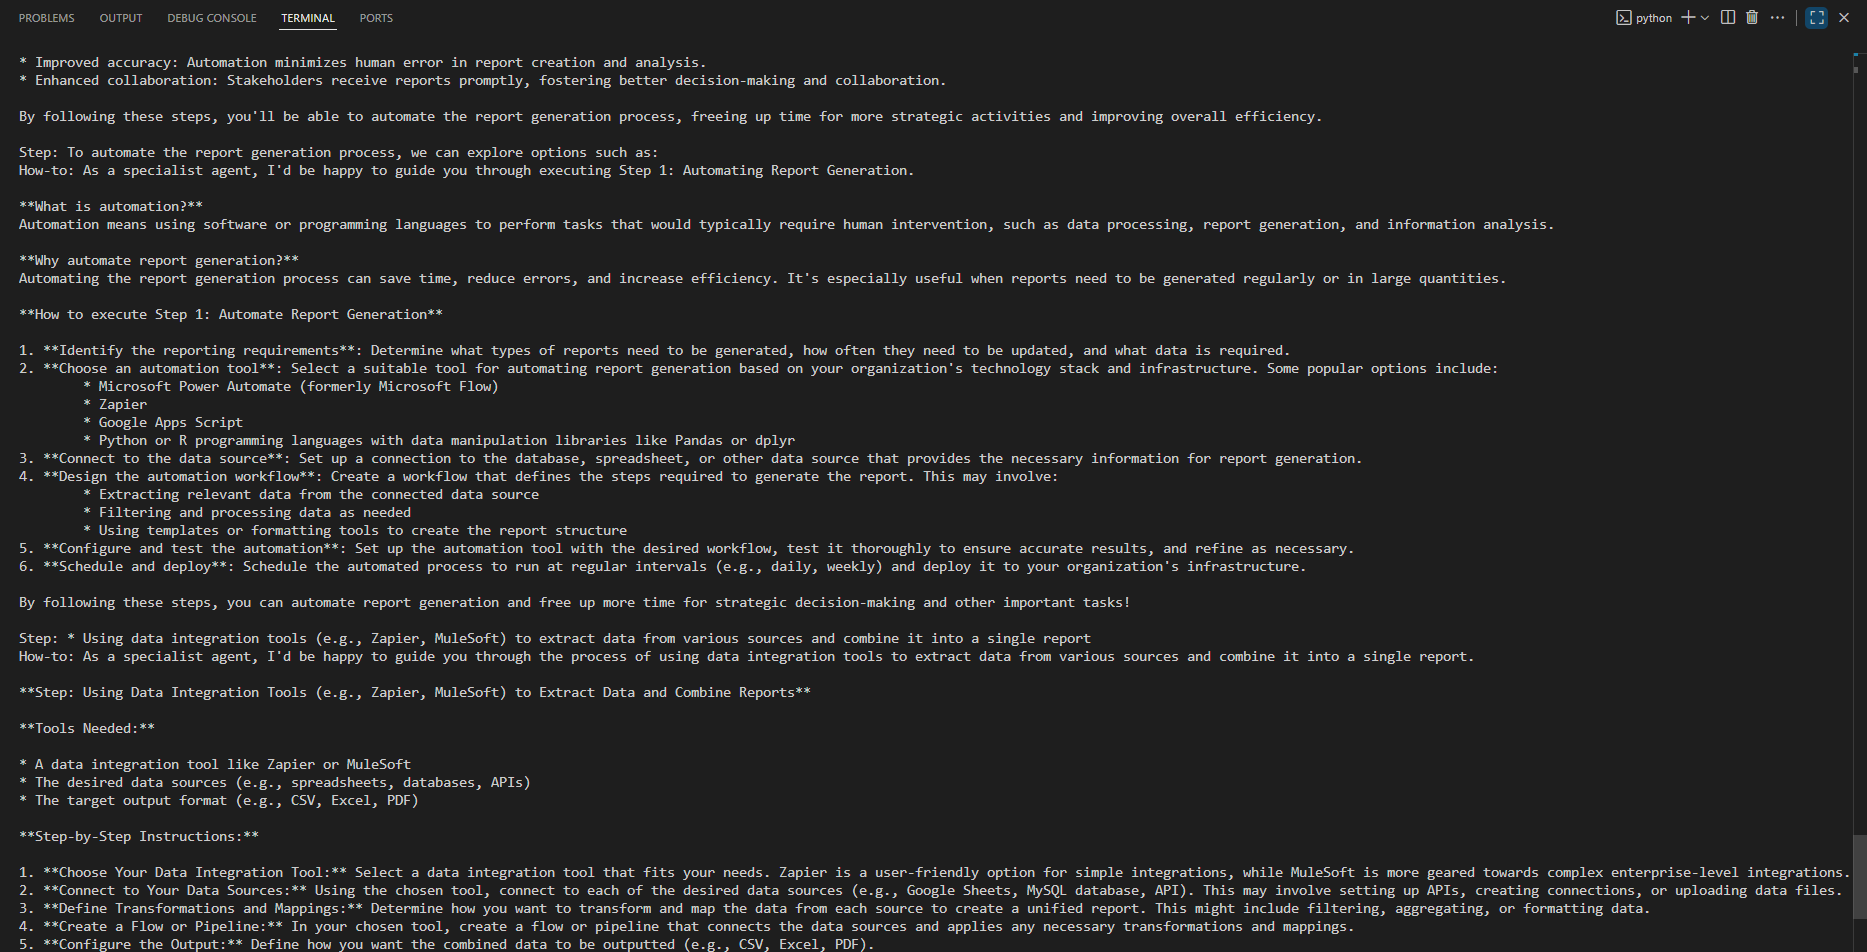 PROBLEMS OUTPUT DEBUG CONSOLE TERMINAL PORTS python
* Improved accuracy: Automation minimizes human error in report creation and analysis.
* Enhanced collaboration: Stakeholders receive reports promptly, fostering better decision-making and collaboration.
By following these steps, you'll be able to automate the report generation process, freeing up time for more strategic activities and improving overall efficiency.
Step: To automate the report generation process, we can explore options such as:
How-to: As a specialist agent, I'd be happy to guide you through executing Step 1: Automating Report Generation.
**What is automation?**
Automation means using software or programming languages to perform tasks that would typically require human intervention, such as data processing, report generation, and information analysis.
**Why automate report generation?**
Automating the report generation process can save time, reduce errors, and increase efficiency. It's especially useful when reports need to be generated regularly or in large quantities.
**How to execute Step 1: Automate Report Generation**
1. **Identify the reporting requirements**: Determine what types of reports need to be generated, how often they need to be updated, and what data is required.
2. **Choose an automation tool**: Select a suitable tool for automating report generation based on your organization's technology stack and infrastructure. Some popular options include:
* Microsoft Power Automate (formerly Microsoft Flow)
* Zapier
* Google Apps Script
* Python or R programming languages with data manipulation libraries like Pandas or dplyr
3. **Connect to the data source**: Set up a connection to the database, spreadsheet, or other data source that provides the necessary information for report generation.
4. **Design the automation workflow**: Create a workflow that defines the steps required to generate the report. This may involve:
* Extracting relevant data from the connected data source
* Filtering and processing data as needed
* Using templates or formatting tools to create the report structure
5. **Configure and test the automation**: Set up the automation tool with the desired workflow, test it thoroughly to ensure accurate results, and refine as necessary.
6. **Schedule and deploy**: Schedule the automated process to run at regular intervals (e.g., daily, weekly) and deploy it to your organization's infrastructure.
By following these steps, you can automate report generation and free up more time for strategic decision-making and other important tasks!
Step: * Using data integration tools (e.g., Zapier, MuleSoft) to extract data from various sources and combine it into a single report
How-to: As a specialist agent, I'd be happy to guide you through the process of using data integration tools to extract data from various sources and combine it into a single report.
**Step: Using Data Integration Tools (e.g., Zapier, MuleSoft) to Extract Data and Combine Reports**
**Tools Needed:**
* A data integration tool like Zapier or MuleSoft
* The desired data sources (e.g., spreadsheets, databases, APIs)
* The target output format (e.g., CSV, Excel, PDF)
**Step-by-Step Instructions:**
1. **Choose Your Data Integration Tool:** Select a data integration tool that fits your needs. Zapier is a user-friendly option for simple integrations, while MuleSoft is more geared towards complex enterprise-level integrations.
2. **Connect to Your Data Sources:** Using the chosen tool, connect to each of the desired data sources (e.g., Google Sheets, MySQL database, API). This may involve setting up APIs, creating connections, or uploading data files.
3. **Define Transformations and Mappings:** Determine how you want to transform and map the data from each source to create a unified report. This might include filtering, aggregating, or formatting data.
4. **Create a Flow or Pipeline:** In your chosen tool, create a flow or pipeline that connects the data sources and applies any necessary transformations and mappings.
5. **Configure the Output:** Define how you want the combined data to be outputted (e.g., CSV, Excel, PDF).